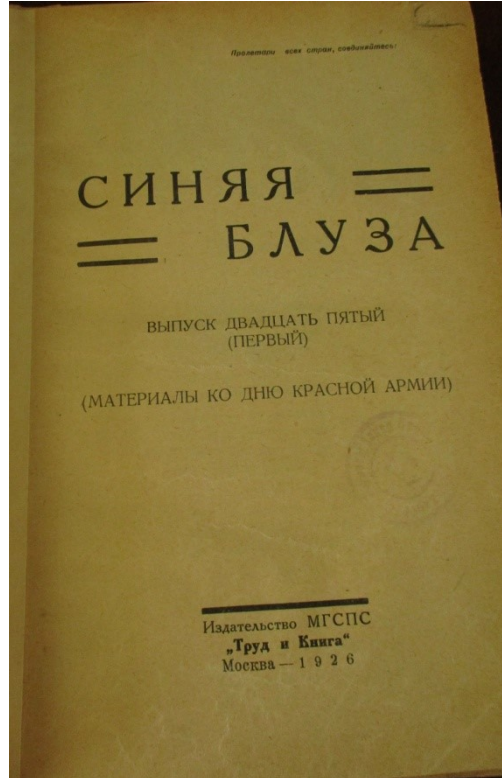 Пролетарии всех стран, соединяйтесь!
СИНЯЯ
БЛУЗА
ВЫПУСК ДВАДЦАТЬ ПЯТЫЙ
(ПЕРВЫЙ)
(МАТЕРИАЛЫ КО ДНЮ КРАСНОЙ АРМИИ)
Издательство МГСПС
„Труд и Книга“
Москва — 1 9 2 6